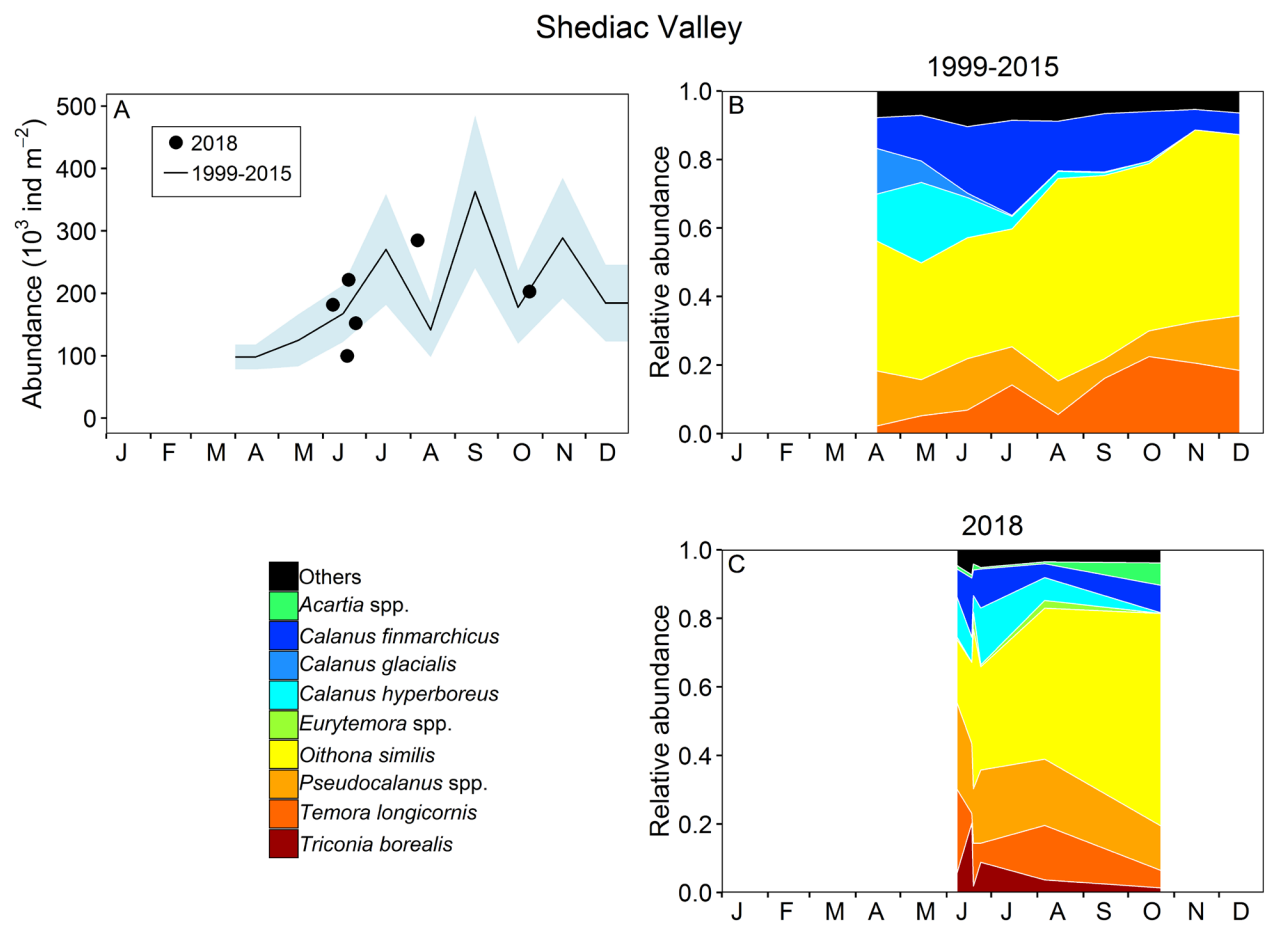 Shediac Valley
A
Abundance (10³ ind m⁻²)
500
400
300
200
100
0
2018
1999-2015
J F M A M J J A S O N D
1999-2015
B
Relative abundance
1.0
0.8
0.6
0.4
0.2
0.0
J F M A M J J A S O N D
Others
Acartia spp.
Calanus finmarchicus
Calanus glacialis
Calanus hyperboreus
Eurytemora spp.
Oithona similis
Pseudocalanus spp.
Temora longicornis
Triconia borealis
2018
C
Relative abundance
1.0
0.8
0.6
0.4
0.2
0.0
J F M A M J J A S O N D